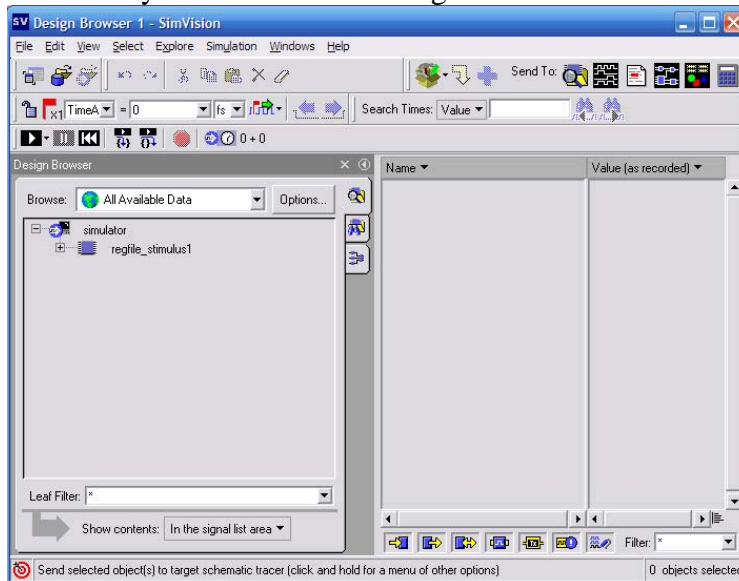 SV Design Browser 1 - SimVision
File Edit View Select Explore Simulation Windows Help
Send To:
x1 TimeA = 0 fs Search Times: Value
0 + 0
Design Browser
Name Value (as recorded)
Browse: All Available Data Options...
simulator
regfile_stimulus1
Leaf Filter: *
Show contents: In the signal list area
Filter: *
Send selected object(s) to target schematic tracer (click and hold for a menu of other options) 0 objects selected